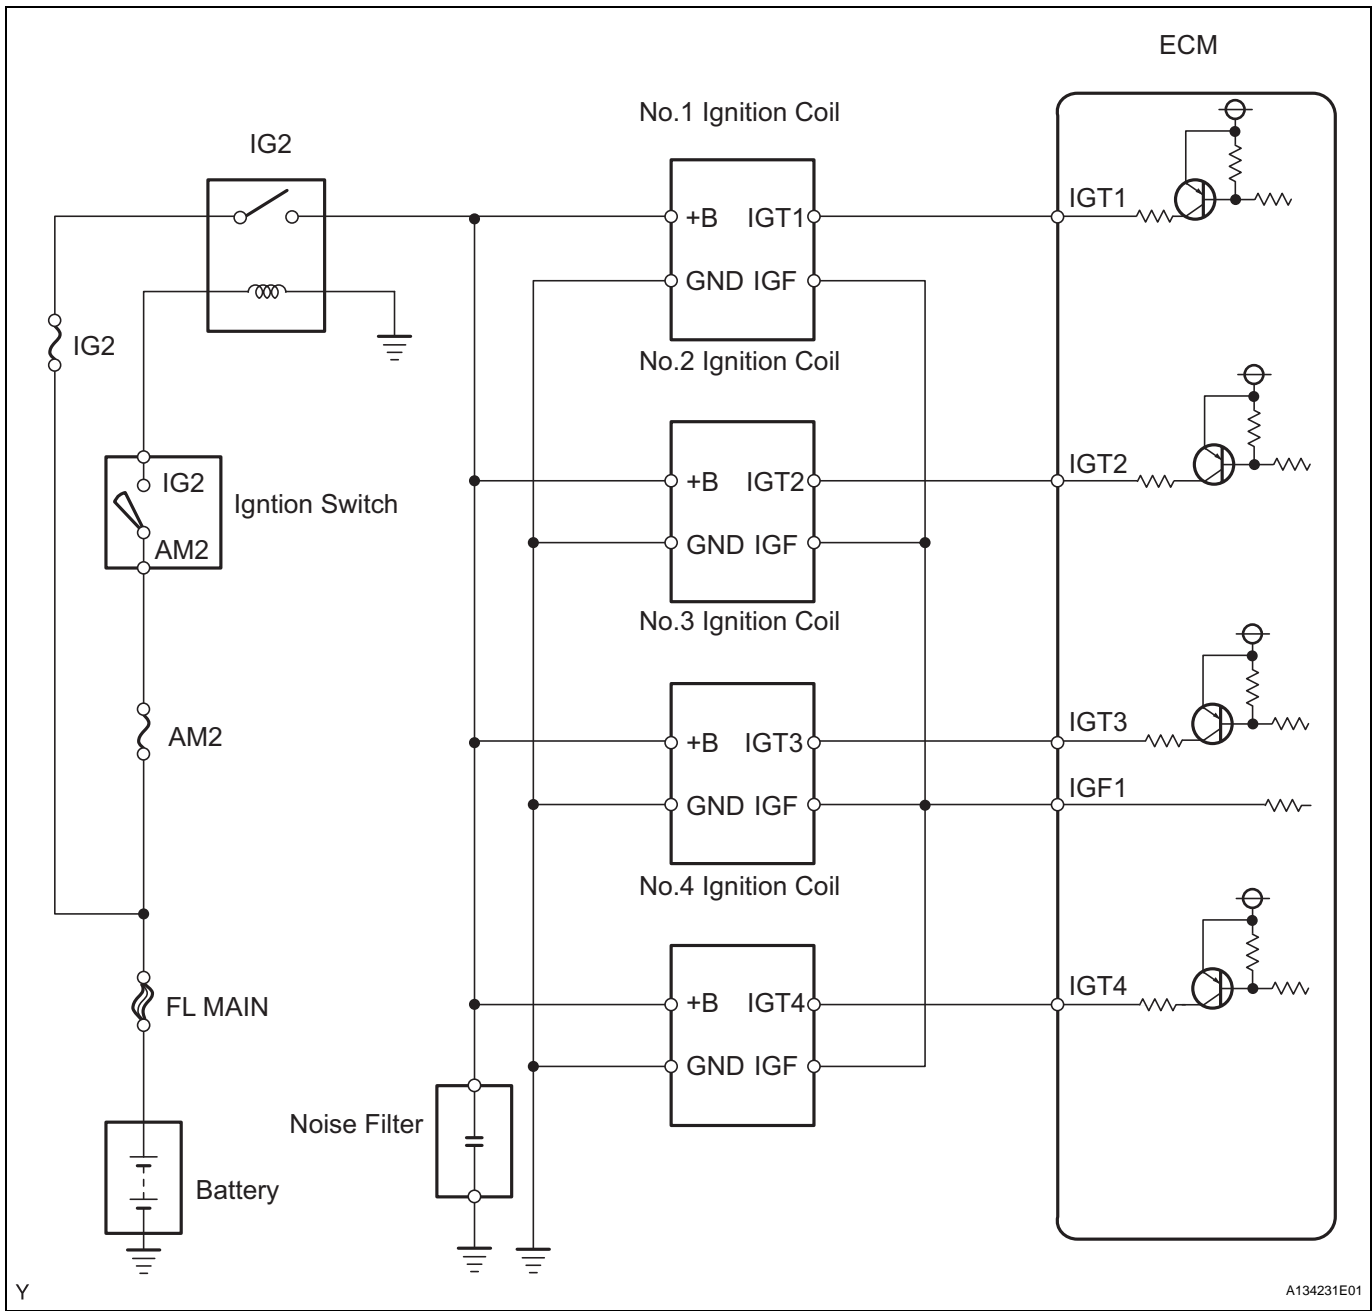 ECM
No.1 Ignition Coil
IG2
+B IGT1
IGT1
GND IGF
IG2
No.2 Ignition Coil
IGT2
+B IGT2
IG2
Igntion Switch
AM2
GND IGF
No.3 Ignition Coil
IGT3
+B IGT3
AM2
IGF1
GND IGF
No.4 Ignition Coil
IGT4
+B IGT4
FL MAIN
GND IGF
Noise Filter
Battery
Y
A134231E01